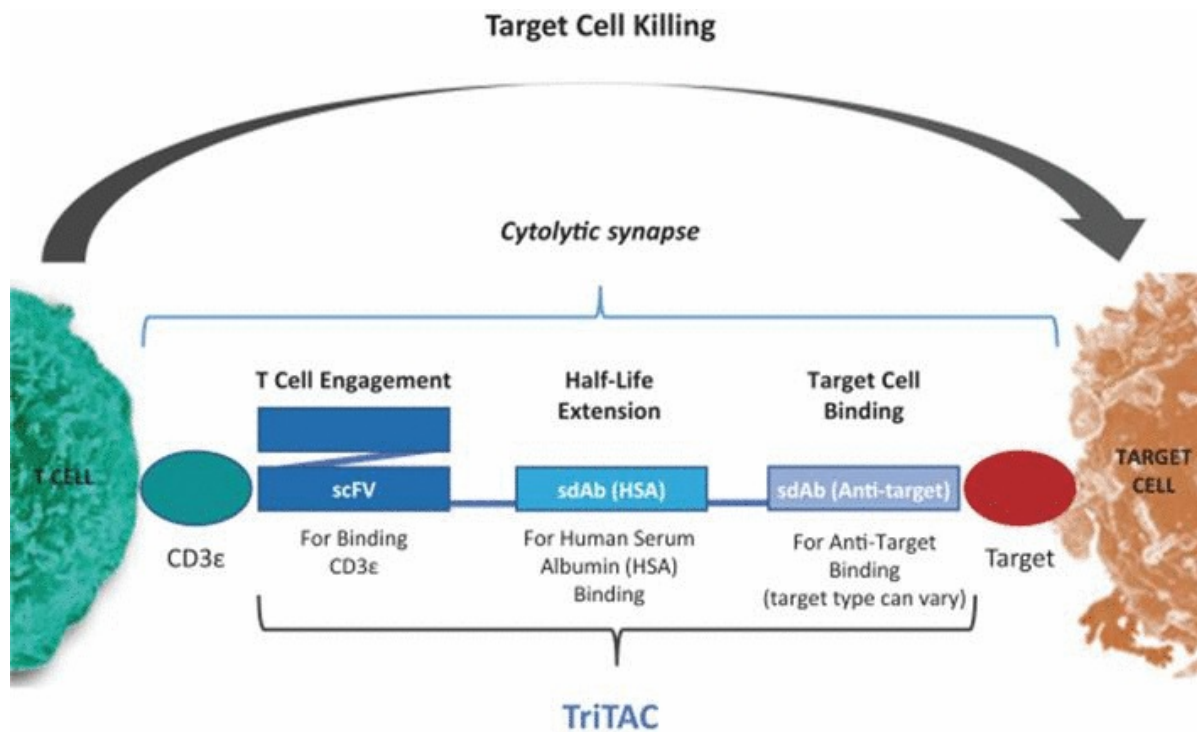 Target Cell Killing
Cytolytic synapse
T Cell Engagement
Half-Life
Extension
Target Cell
Binding
T CELL
scFV
sdAb (HSA)
sdAb (Anti-target)
TARGET
CELL
CD3ε
For Binding
CD3ε
For Human Serum
Albumin (HSA)
Binding
For Anti-Target
Binding
(target type can vary)
Target
TriTAC